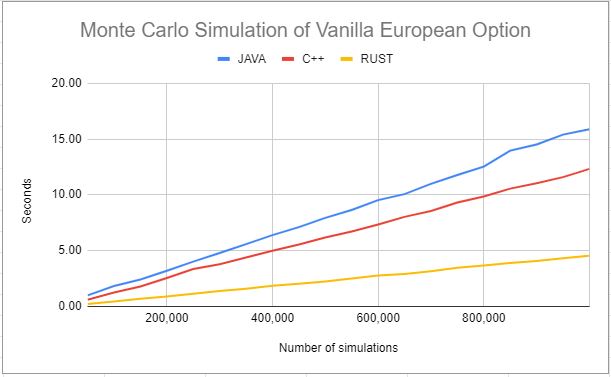 Monte Carlo Simulation of Vanilla European Option
JAVA C++ RUST
20.00
15.00
10.00
5.00
0.00
Seconds
200,000 400,000 600,000 800,000
Number of simulations